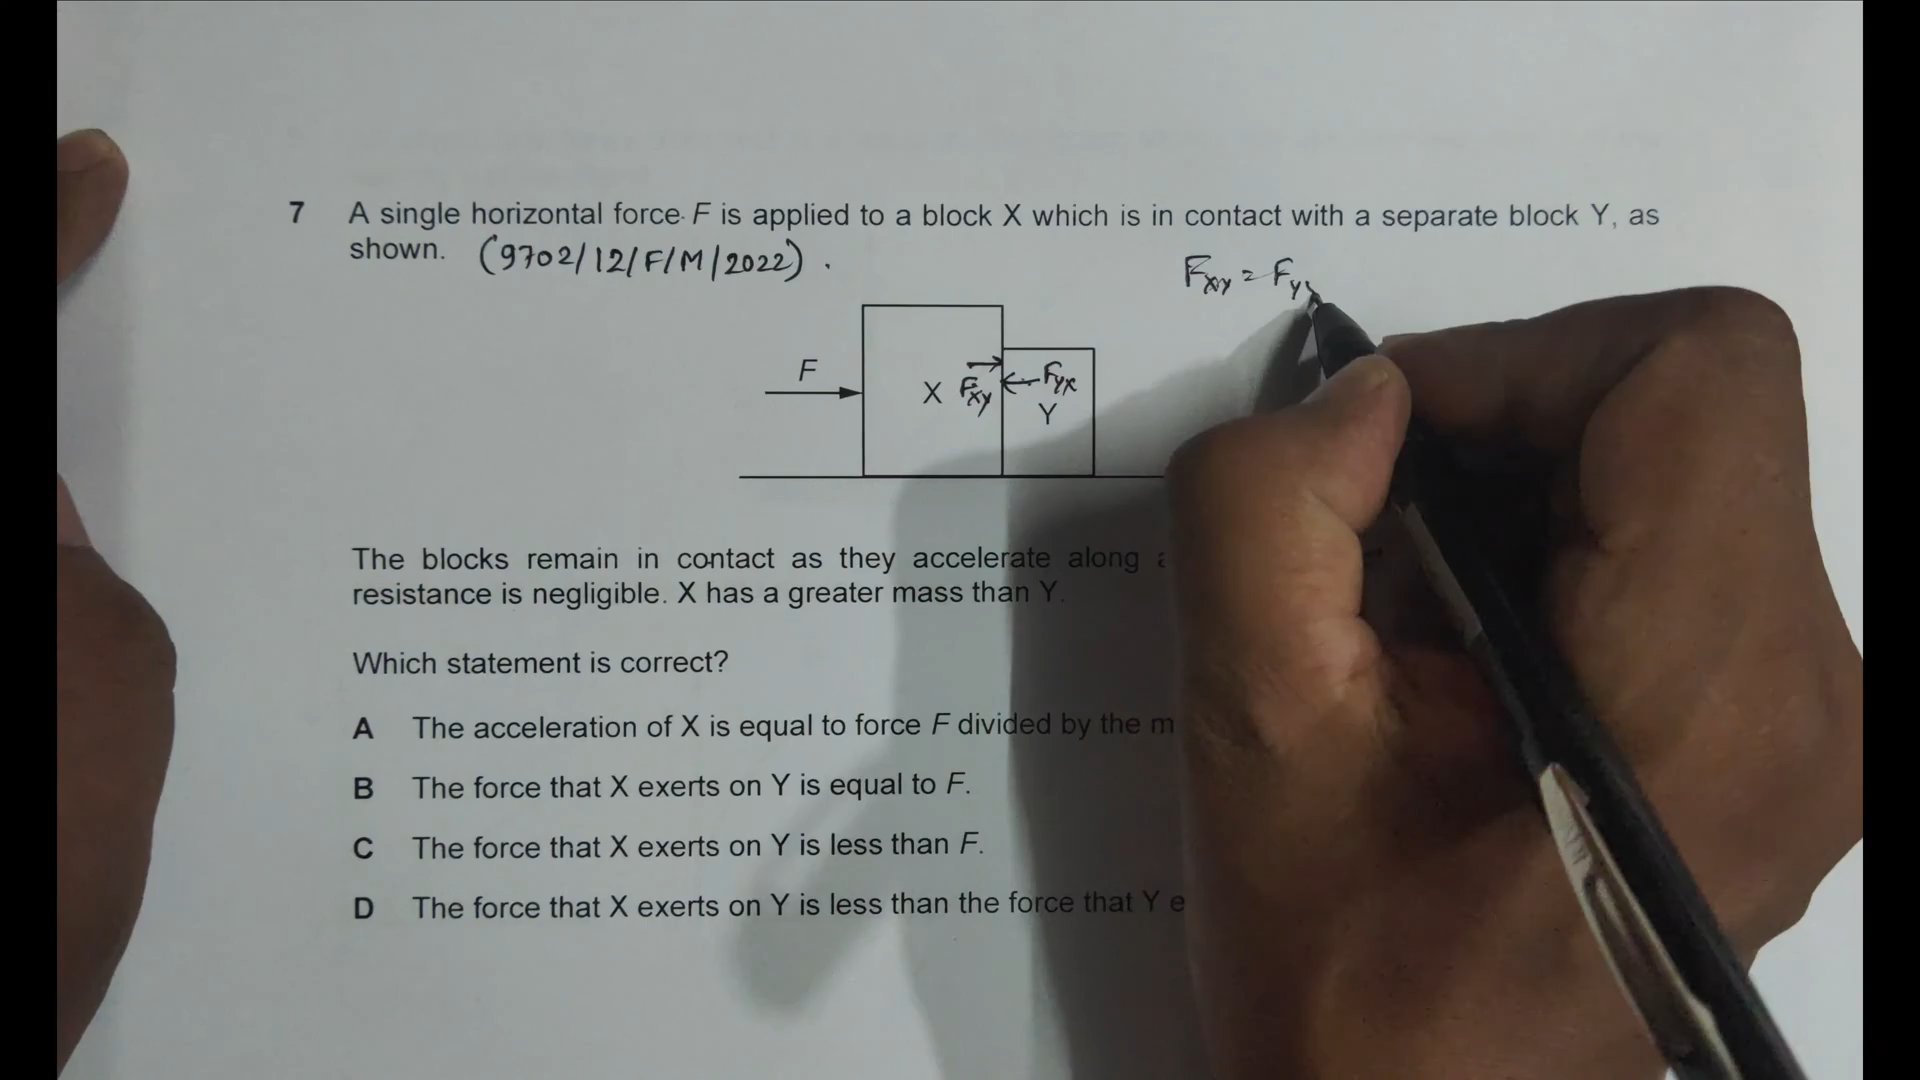 7 A single horizontal force F is applied to a block X which is in contact with a separate block Y, as
shown. (9702/12/F/M/2022).
Fxy = Fyx
F
X Fxy Fyx
Y
The blocks remain in contact as they accelerate along
resistance is negligible. X has a greater mass than Y.
Which statement is correct?
A The acceleration of X is equal to force F divided by the
B The force that X exerts on Y is equal to F.
C The force that X exerts on Y is less than F.
D The force that X exerts on Y is less than the force that Y